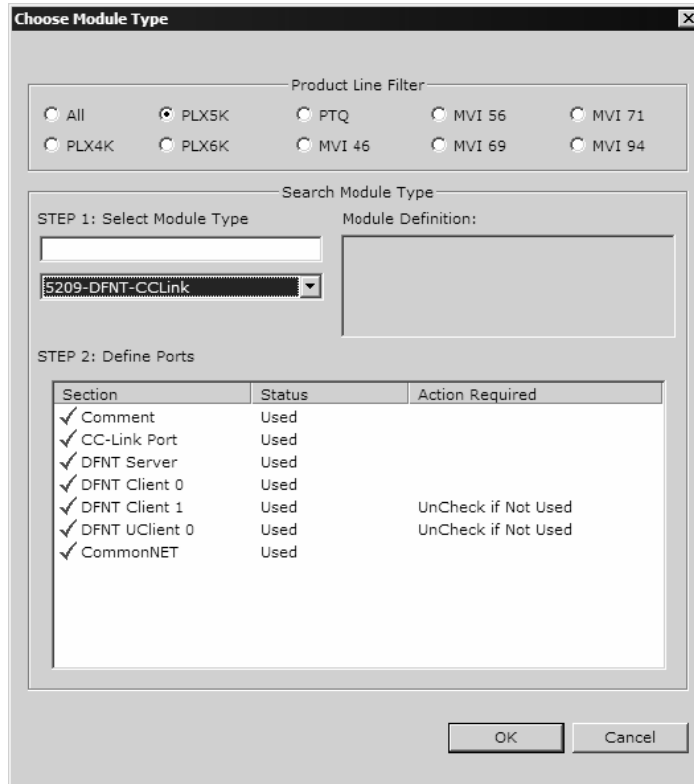 Choose Module Type
Product Line Filter
All PLX5K PTQ MVI 56 MVI 71
PLX4K PLX6K MVI 46 MVI 69 MVI 94
Search Module Type
STEP 1: Select Module Type Module Definition:
5209-DFNT-CCLink
STEP 2: Define Ports
Section Status Action Required
Comment Used
CC-Link Port Used
DFNT Server Used
DFNT Client 0 Used
DFNT Client 1 Used UnCheck if Not Used
DFNT UClient 0 Used UnCheck if Not Used
CommonNET Used
OK Cancel